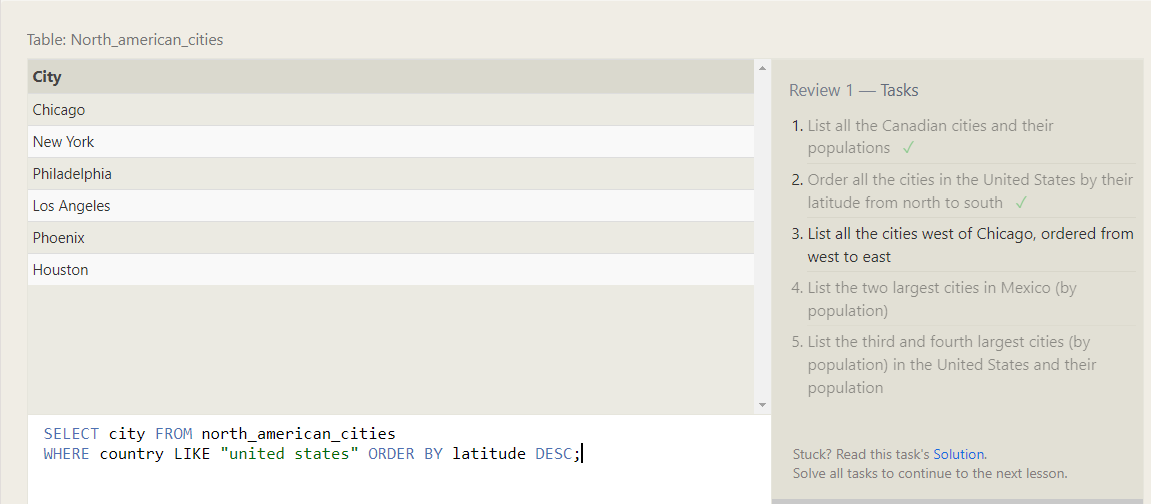 Table: North_american_cities
City
Chicago
New York
Philadelphia
Los Angeles
Phoenix
Houston
SELECT city FROM north_american_cities
WHERE country LIKE "united states" ORDER BY latitude DESC;
Review 1 — Tasks
1. List all the Canadian cities and their
populations ✓
2. Order all the cities in the United States by their
latitude from north to south ✓
3. List all the cities west of Chicago, ordered from
west to east
4. List the two largest cities in Mexico (by
population)
5. List the third and fourth largest cities (by
population) in the United States and their
population
Stuck? Read this task's Solution.
Solve all tasks to continue to the next lesson.